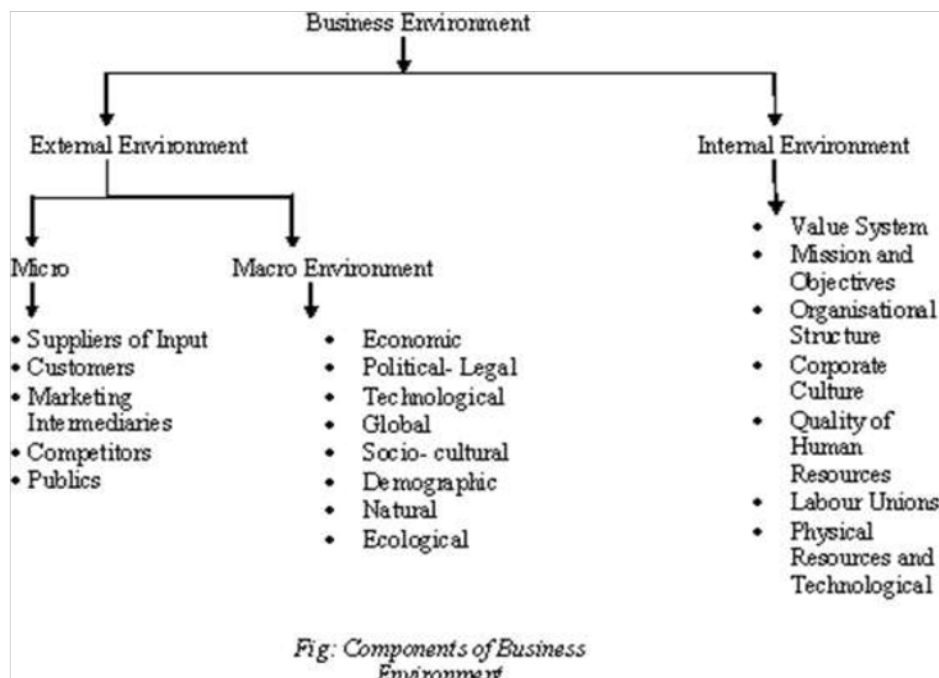 Business Environment
External Environment
Internal Environment
Micro
Macro Environment
• Suppliers of Input
• Customers
• Marketing
Intermediaries
• Competitors
• Publics
• Economic
• Political- Legal
• Technological
• Global
• Socio- cultural
• Demographic
• Natural
• Ecological
• Value System
• Mission and
Objectives
• Organisational
Structure
• Corporate
Culture
• Quality of
Human
Resources
• Labour Unions
• Physical
Resources and
Technological
Fig: Components of Business
Environment